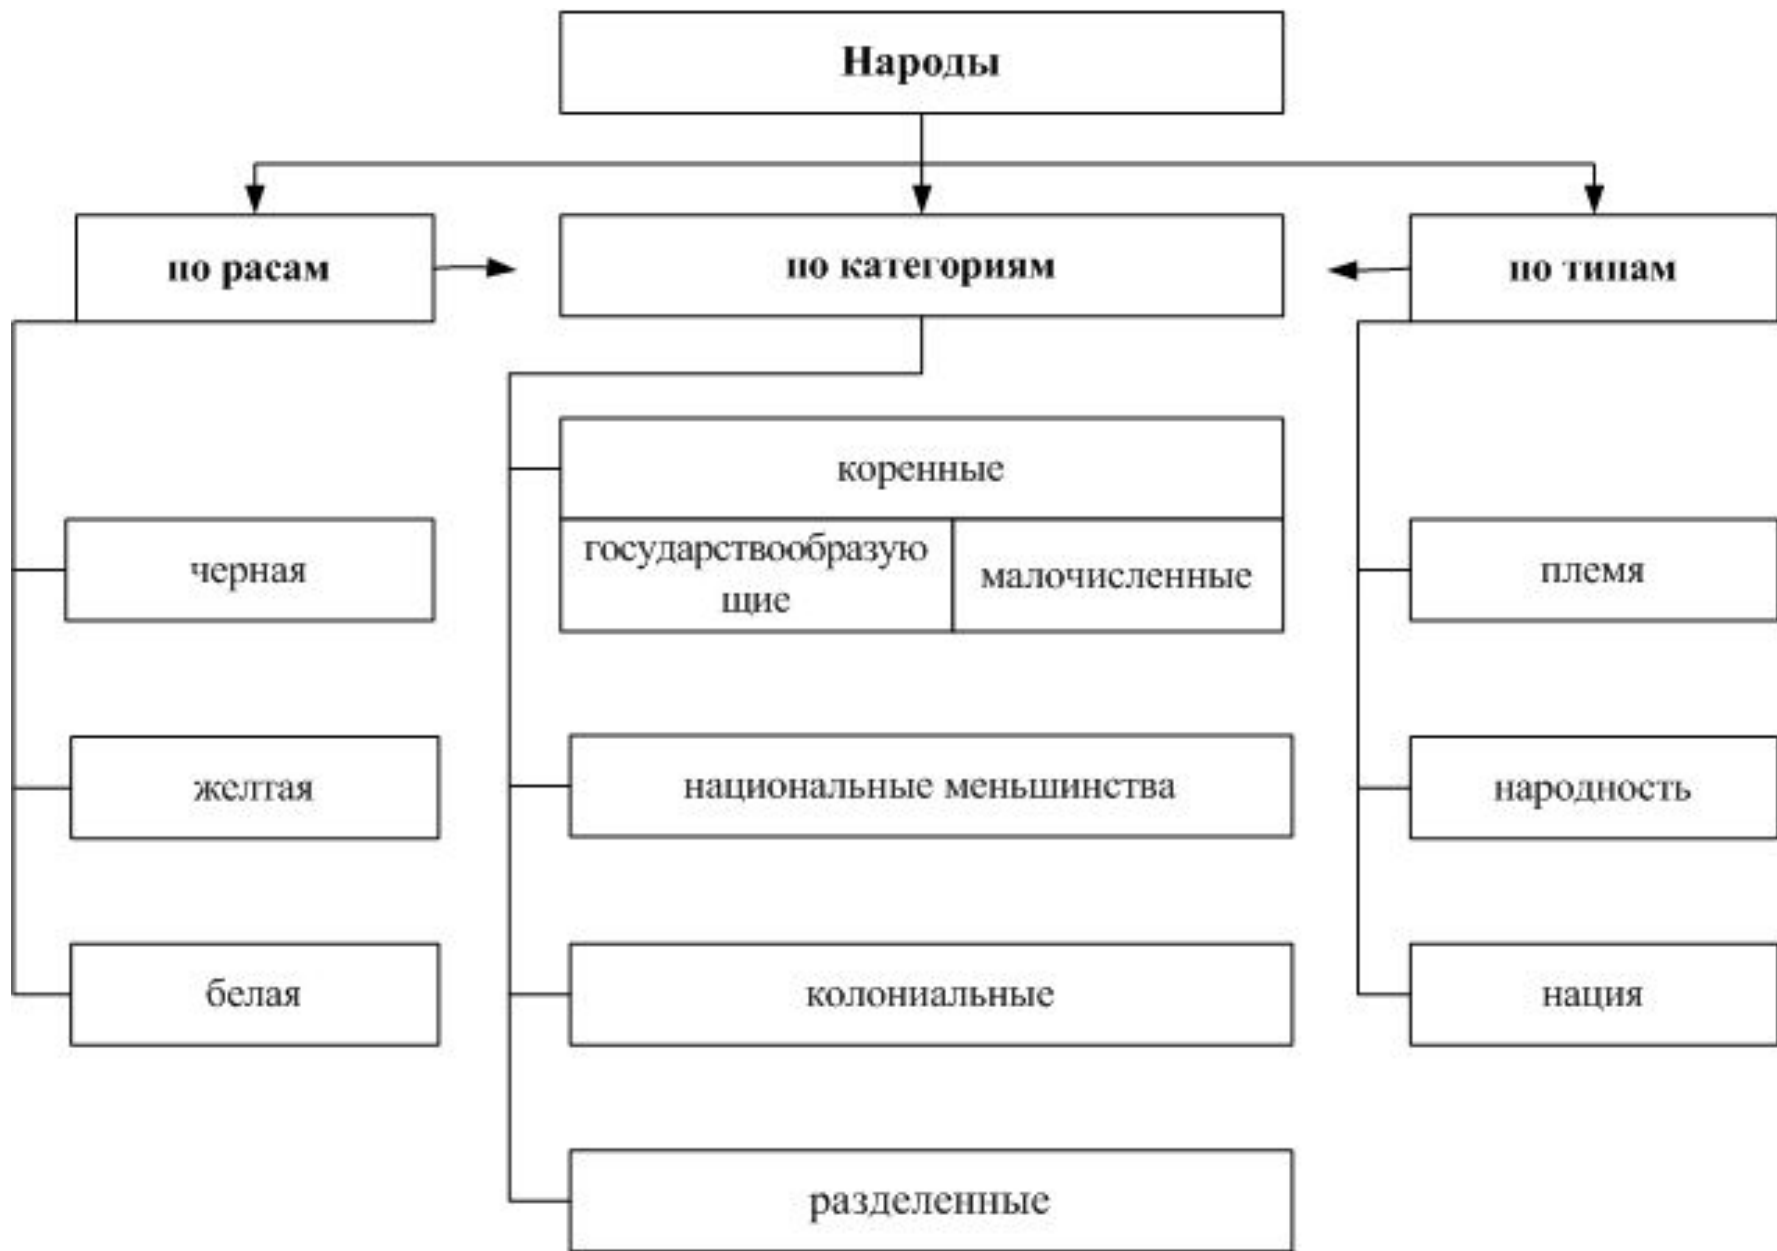 Народы
по расам
по категориям
по типам
коренные
государствообразую
щие
малочисленные
черная
племя
желтая
национальные меньшинства
народность
белая
колониальные
нация
разделенные